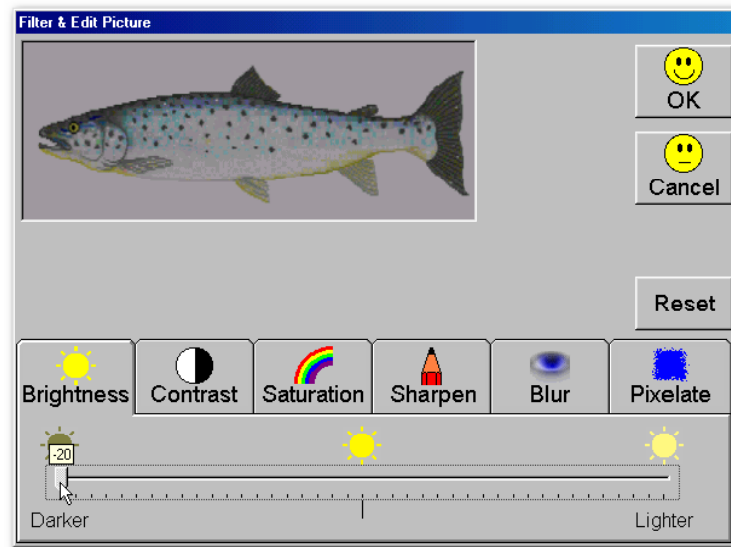 Filter & Edit Picture
OK
Cancel
Reset
Brightness Contrast Saturation Sharpen Blur Pixelate
-20
Darker Lighter